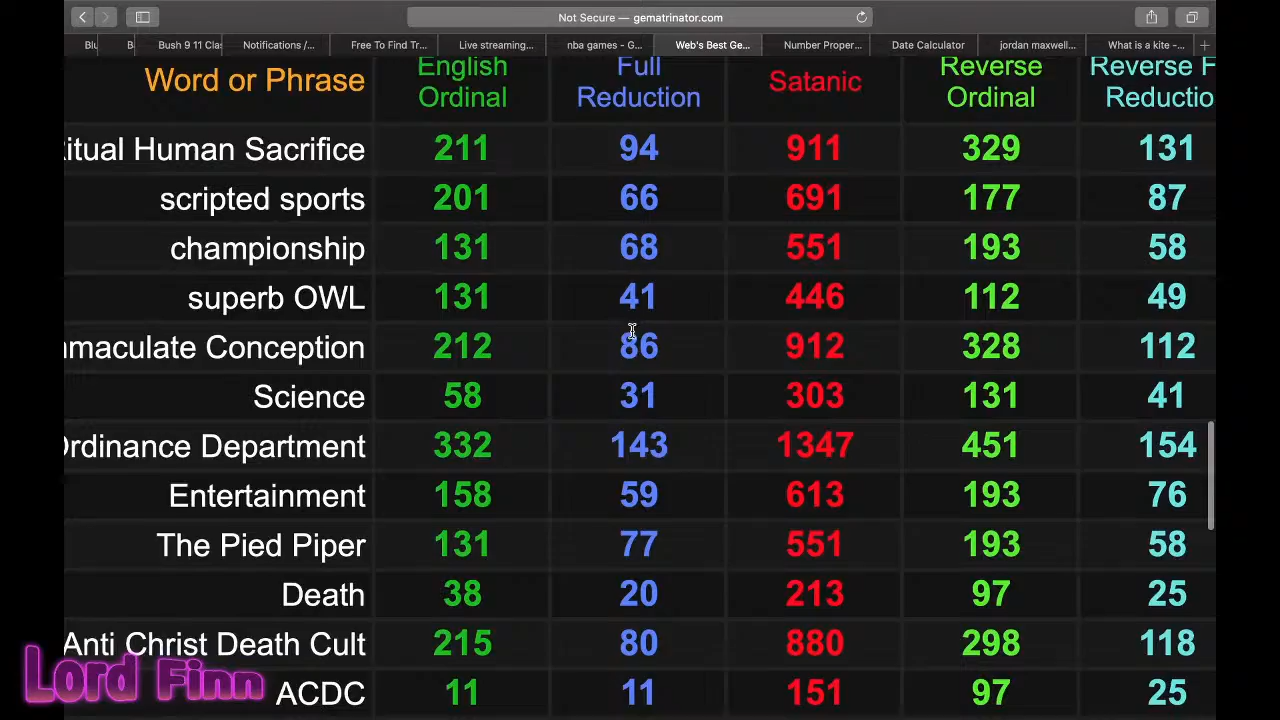 Not Secure — gematrinator.com
Blu B Bush 9 11 Cla Notifications /... Free To Find Tr... Live streaming... nba games - G... Web's Best Ge... Number Proper... Date Calculator jordan maxwell... What is a kite -...
Word or Phrase English Ordinal Full Reduction Satanic Reverse Ordinal Reverse F Reductio
itual Human Sacrifice 211 94 911 329 131
scripted sports 201 66 691 177 87
championship 131 68 551 193 58
superb OWL 131 41 446 112 49
mmaculate Conception 212 86 912 328 112
Science 58 31 303 131 41
Ordinance Department 332 143 1347 451 154
Entertainment 158 59 613 193 76
The Pied Piper 131 77 551 193 58
Death 38 20 213 97 25
Anti Christ Death Cult 215 80 880 298 118
ACDC 11 11 151 97 25
Lord Finn